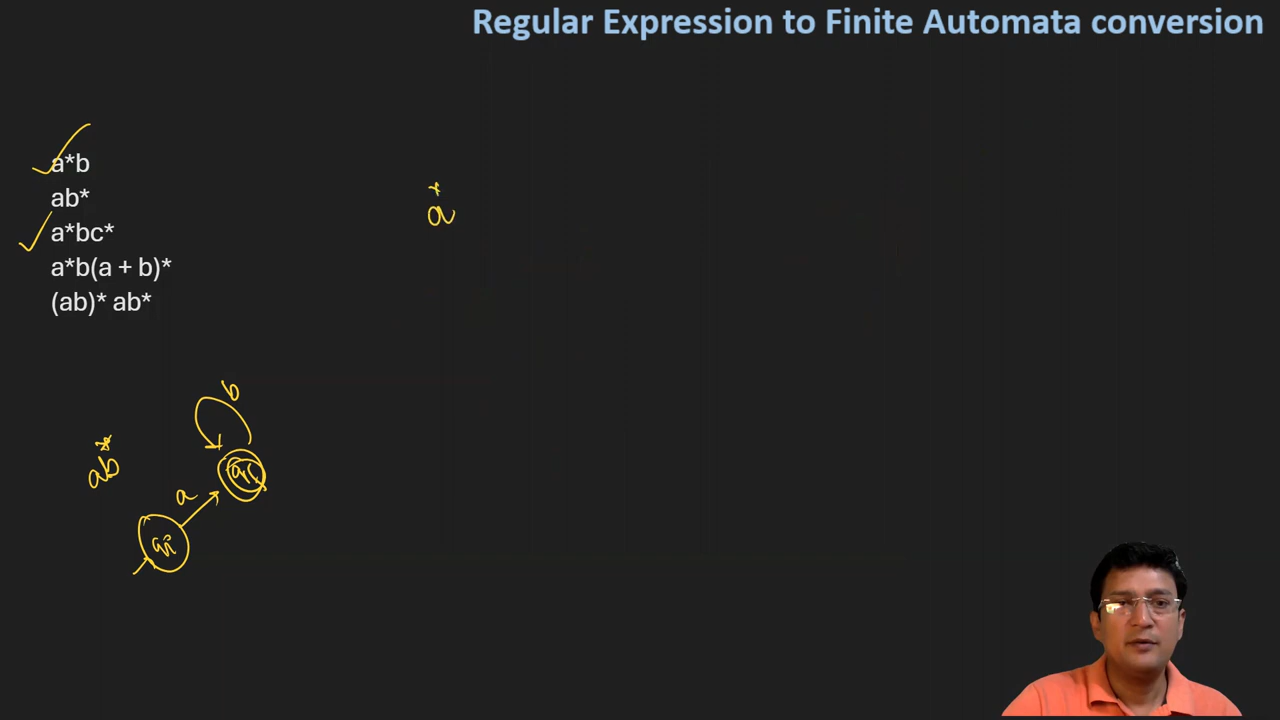 Regular Expression to Finite Automata conversion
a*b
ab*
a*bc*
a*b(a + b)*
(ab)* ab*
a*
b
ab*
a